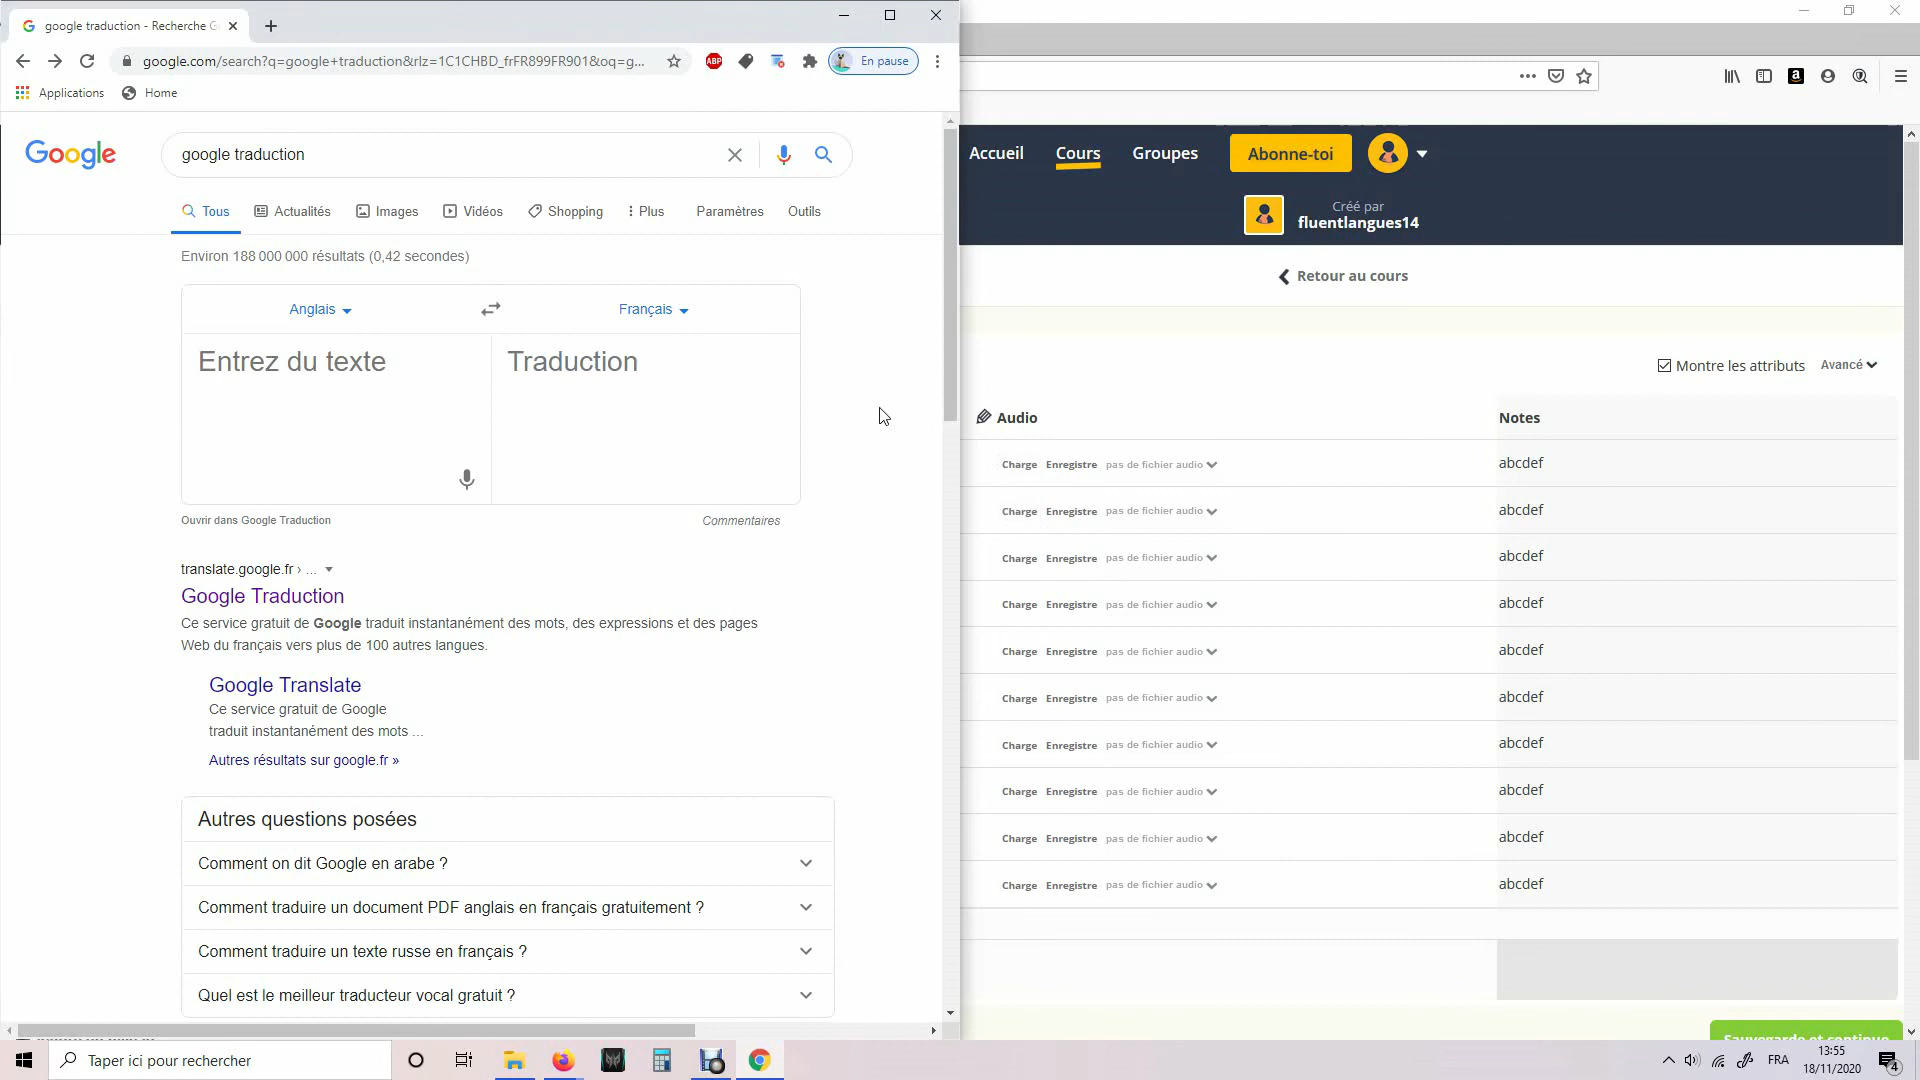 google traduction - Recherche G
google.com/search?q=google+traduction&rlz=1C1CHBD_frFR899FR901&oq=g...
ABP
En pause
Applications
Home
Google
google traduction
Tous
Actualités
Images
Vidéos
Shopping
Plus
Paramètres
Outils
Environ 188 000 000 résultats (0,42 secondes)
Anglais
Français
Entrez du texte
Traduction
Ouvrir dans Google Traduction
Commentaires
translate.google.fr › ...
Google Traduction
Ce service gratuit de Google traduit instantanément des mots, des expressions et des pages
Web du français vers plus de 100 autres langues.
Google Translate
Ce service gratuit de Google
traduit instantanément des mots ...
Autres résultats sur google.fr »
Autres questions posées
Comment on dit Google en arabe ?
Comment traduire un document PDF anglais en français gratuitement ?
Comment traduire un texte russe en français ?
Quel est le meilleur traducteur vocal gratuit ?
Accueil
Cours
Groupes
Abonne-toi
Créé par
fluentlangues14
Retour au cours
Montre les attributs
Avancé
Audio
Notes
Charge Enregistre pas de fichier audio
abcdef
Charge Enregistre pas de fichier audio
abcdef
Charge Enregistre pas de fichier audio
abcdef
Charge Enregistre pas de fichier audio
abcdef
Charge Enregistre pas de fichier audio
abcdef
Charge Enregistre pas de fichier audio
abcdef
Charge Enregistre pas de fichier audio
abcdef
Charge Enregistre pas de fichier audio
abcdef
Charge Enregistre pas de fichier audio
abcdef
Charge Enregistre pas de fichier audio
abcdef
Sauvegarde et continue
Taper ici pour rechercher
FRA
13:55
18/11/2020
4